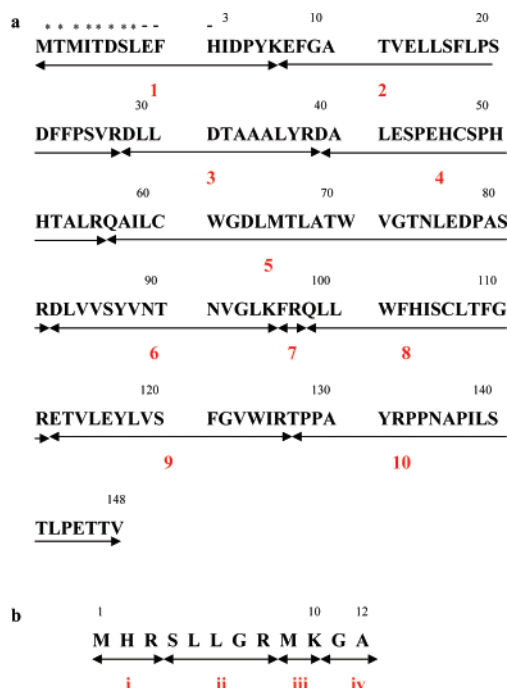 a
* * * * * * * * - - -
3 10 20
MTMITDSLEF HIDPYKEFGA TVELLSFLPS
1 2
30 40 50
DFFPSVRDLL DTAAALYRDA LESPEHCSPH
3 4
60 70 80
HTALRQAILC WGDLMTLATW VGTNLEDPAS
5
90 100 110
RDLVVSYVNT NVGLKFRQLL WFHISCLTFG
6 7 8
120 130 140
RETVLEYLVS FGVWIRTPPA YRPPNAPILS
9 10
148
TLPETTV
b
1 10 12
M H R S L L G R M K G A
i ii iii iv